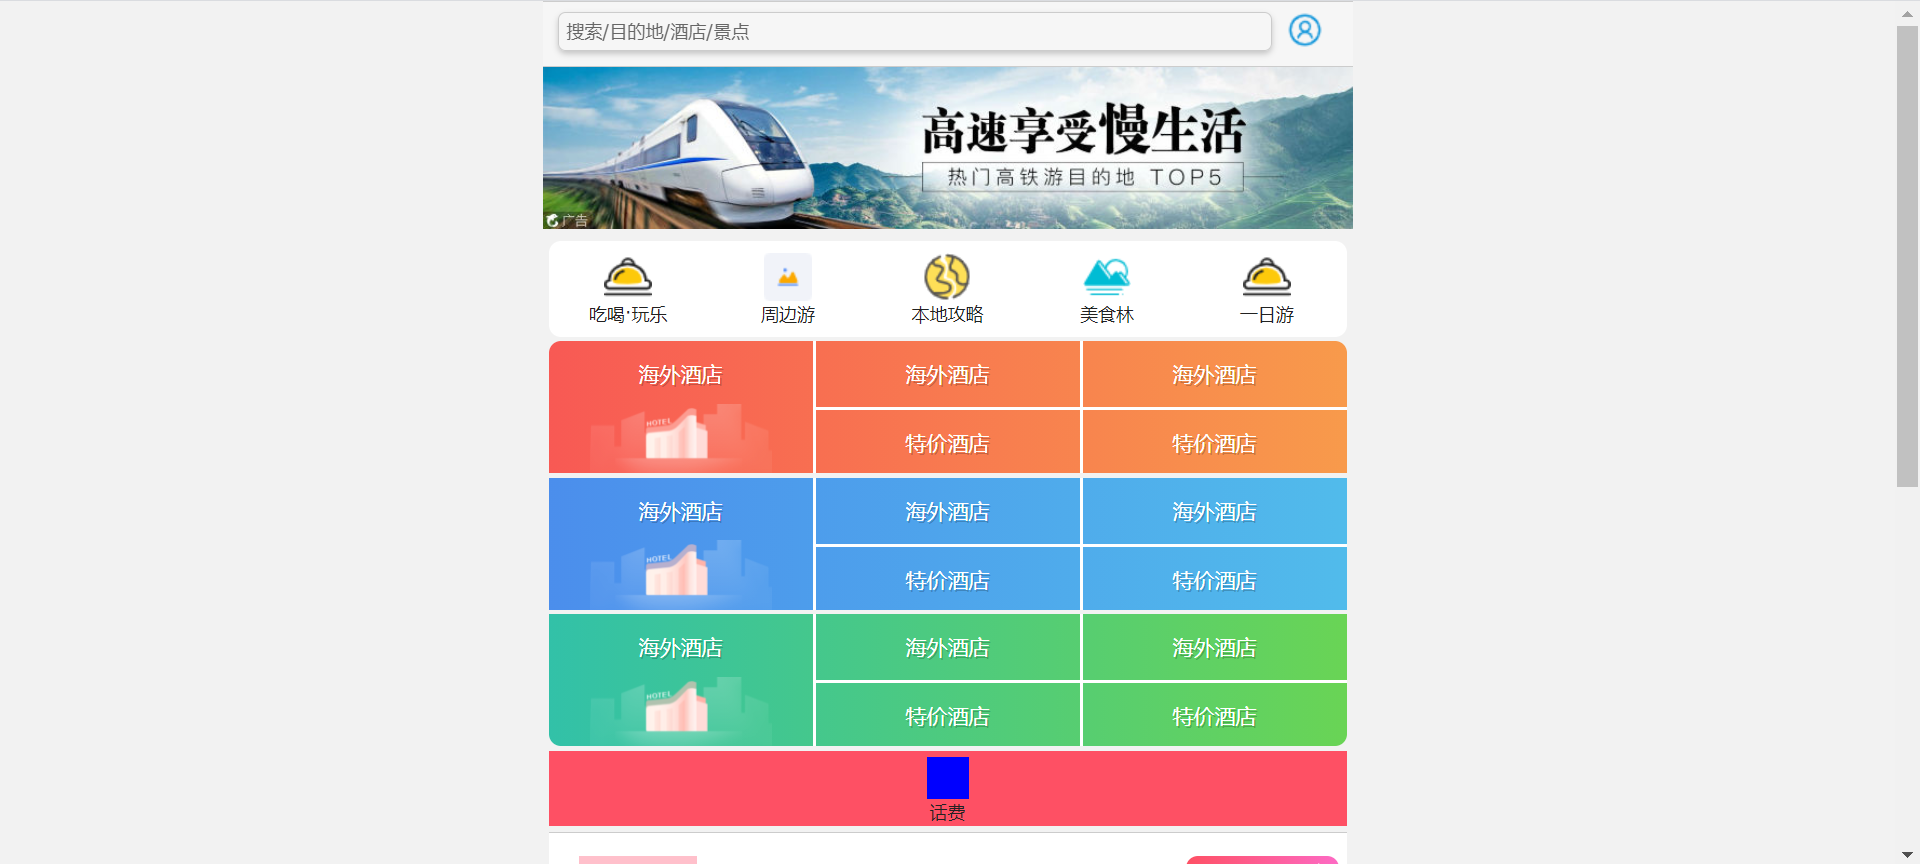 搜索/目的地/酒店/景点
高速享受慢生活
热门高铁游目的地 TOP5
广告
吃喝·玩乐 周边游 本地攻略 美食林 一日游
海外酒店 海外酒店 海外酒店
HOTEL
特价酒店 特价酒店
海外酒店 海外酒店 海外酒店
HOTEL
特价酒店 特价酒店
海外酒店 海外酒店 海外酒店
HOTEL
特价酒店 特价酒店
话费